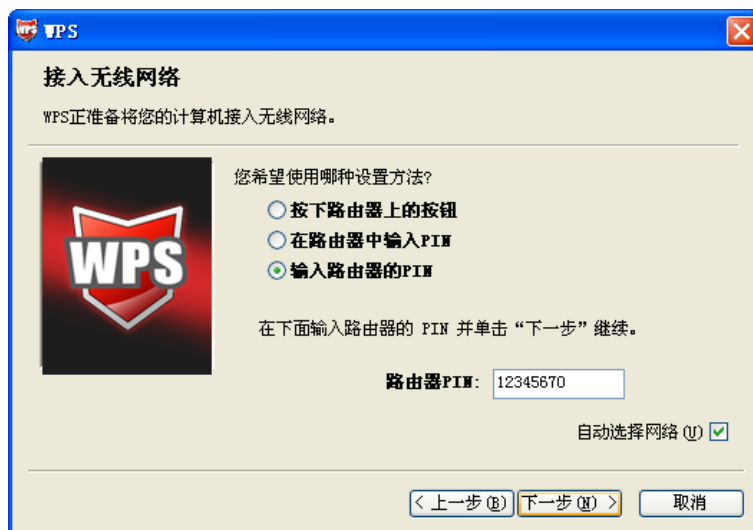 WPS
WPS
接入无线网络
WPS正准备将您的计算机接入无线网络。
您希望使用哪种设置方法?
按下路由器上的按钮
在路由器中输入PIN
输入路由器的PIN
WPS
在下面输入路由器的 PIN 并单击“下一步”继续。
路由器PIN: 12345670
自动选择网络(U)
< 上一步(B) 下一步(N) > 取消